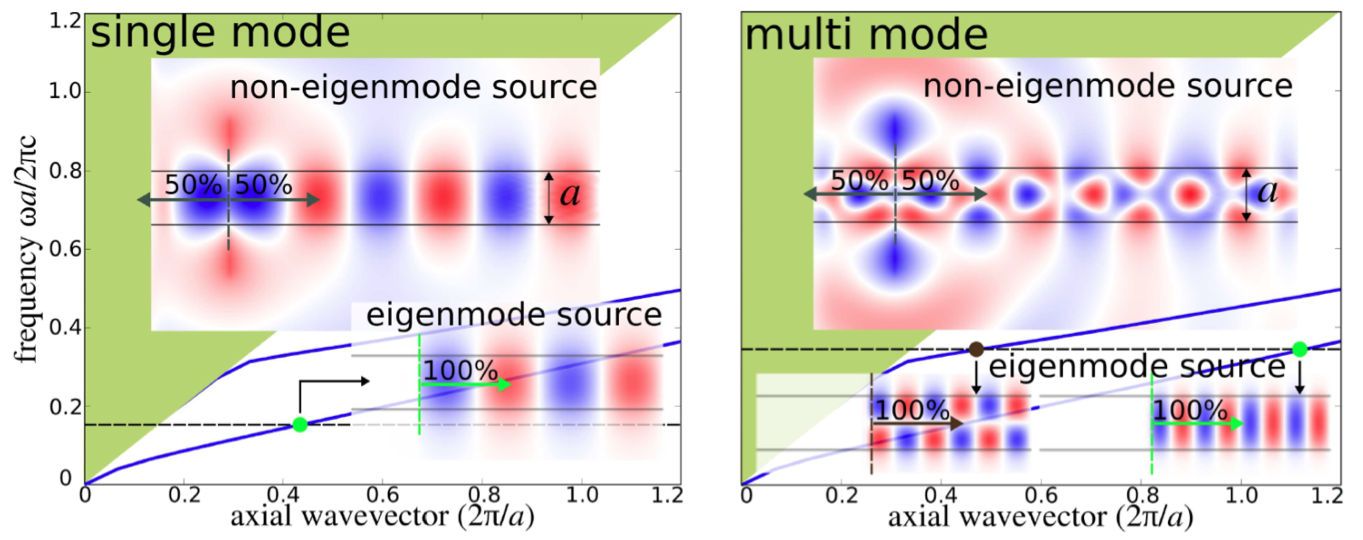 single mode
non-eigenmode source
50% 50%
a
eigenmode source
100%
1.2
1.0
0.8
0.6
0.4
0.2
0
frequency ωa/2πc
0 0.2 0.4 0.6 0.8 1.0 1.2
axial wavevector (2π/a)
multi mode
non-eigenmode source
50% 50%
a
eigenmode source
100% 100%
0 0.2 0.4 0.6 0.8 1.0 1.2
axial wavevector (2π/a)